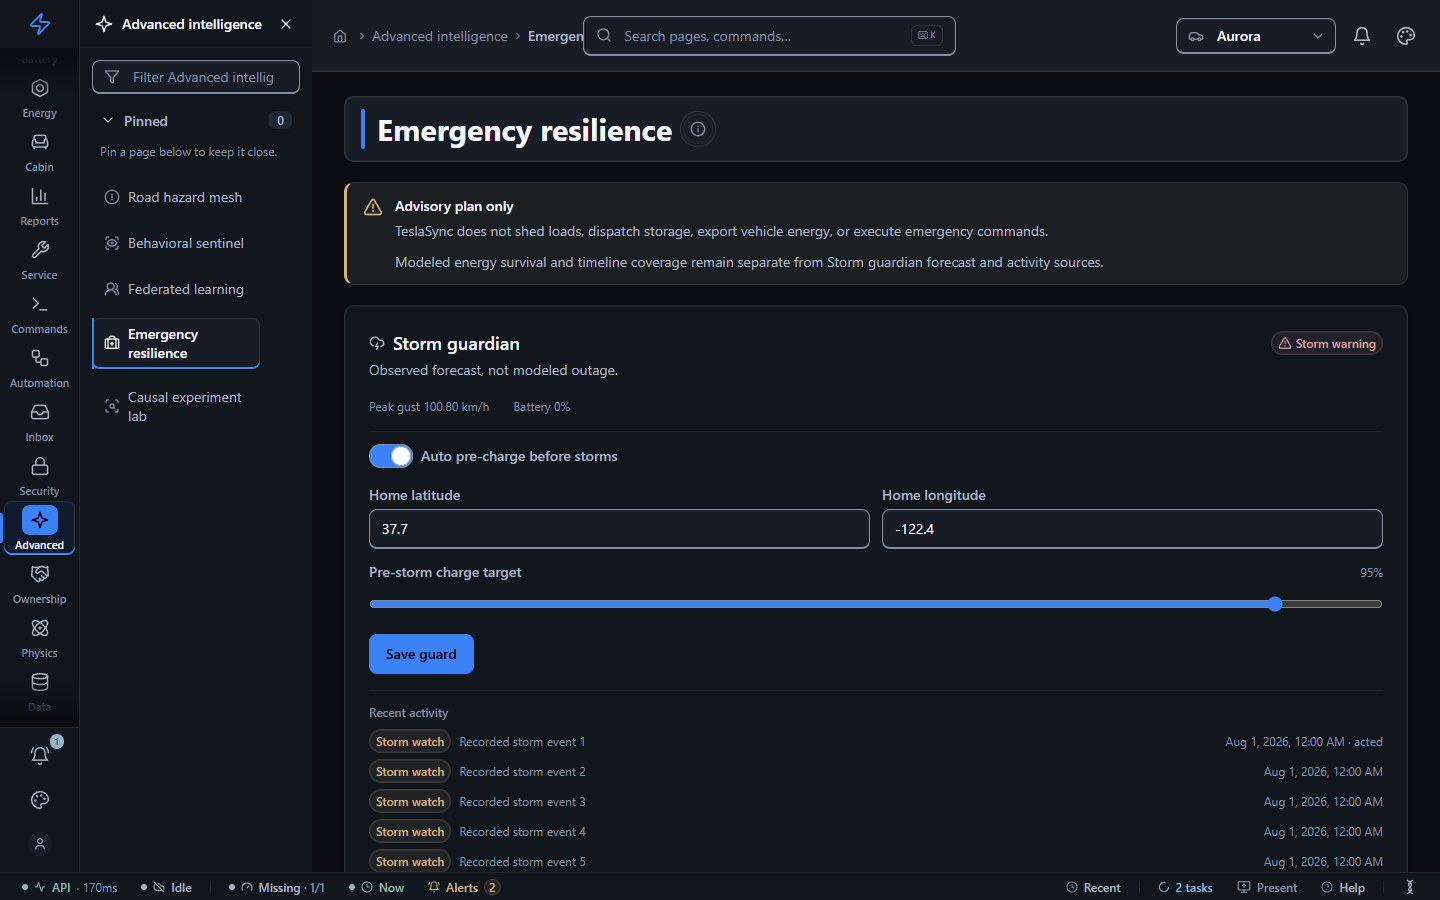 Advanced intelligence
Advanced intelligence
Emergen
Search pages, commands...
K
Aurora
Battery
Energy
Cabin
Reports
Service
Commands
Automation
Inbox
Security
Advanced
Ownership
Physics
Data
1
Filter Advanced intellig
Pinned
0
Pin a page below to keep it close.
Road hazard mesh
Behavioral sentinel
Federated learning
Emergency
resilience
Causal experiment
lab
Emergency resilience
Advisory plan only
TeslaSync does not shed loads, dispatch storage, export vehicle energy, or execute emergency commands.
Modeled energy survival and timeline coverage remain separate from Storm guardian forecast and activity sources.
Storm guardian
Storm warning
Observed forecast, not modeled outage.
Peak gust 100.80 km/h
Battery 0%
Auto pre-charge before storms
Home latitude
Home longitude
37.7
-122.4
Pre-storm charge target
95%
Save guard
Recent activity
Storm watch Recorded storm event 1 Aug 1, 2026, 12:00 AM · acted
Storm watch Recorded storm event 2 Aug 1, 2026, 12:00 AM
Storm watch Recorded storm event 3 Aug 1, 2026, 12:00 AM
Storm watch Recorded storm event 4 Aug 1, 2026, 12:00 AM
Storm watch Recorded storm event 5 Aug 1, 2026, 12:00 AM
API · 170ms Idle Missing · 1/1 Now Alerts 2 Recent 2 tasks Present Help